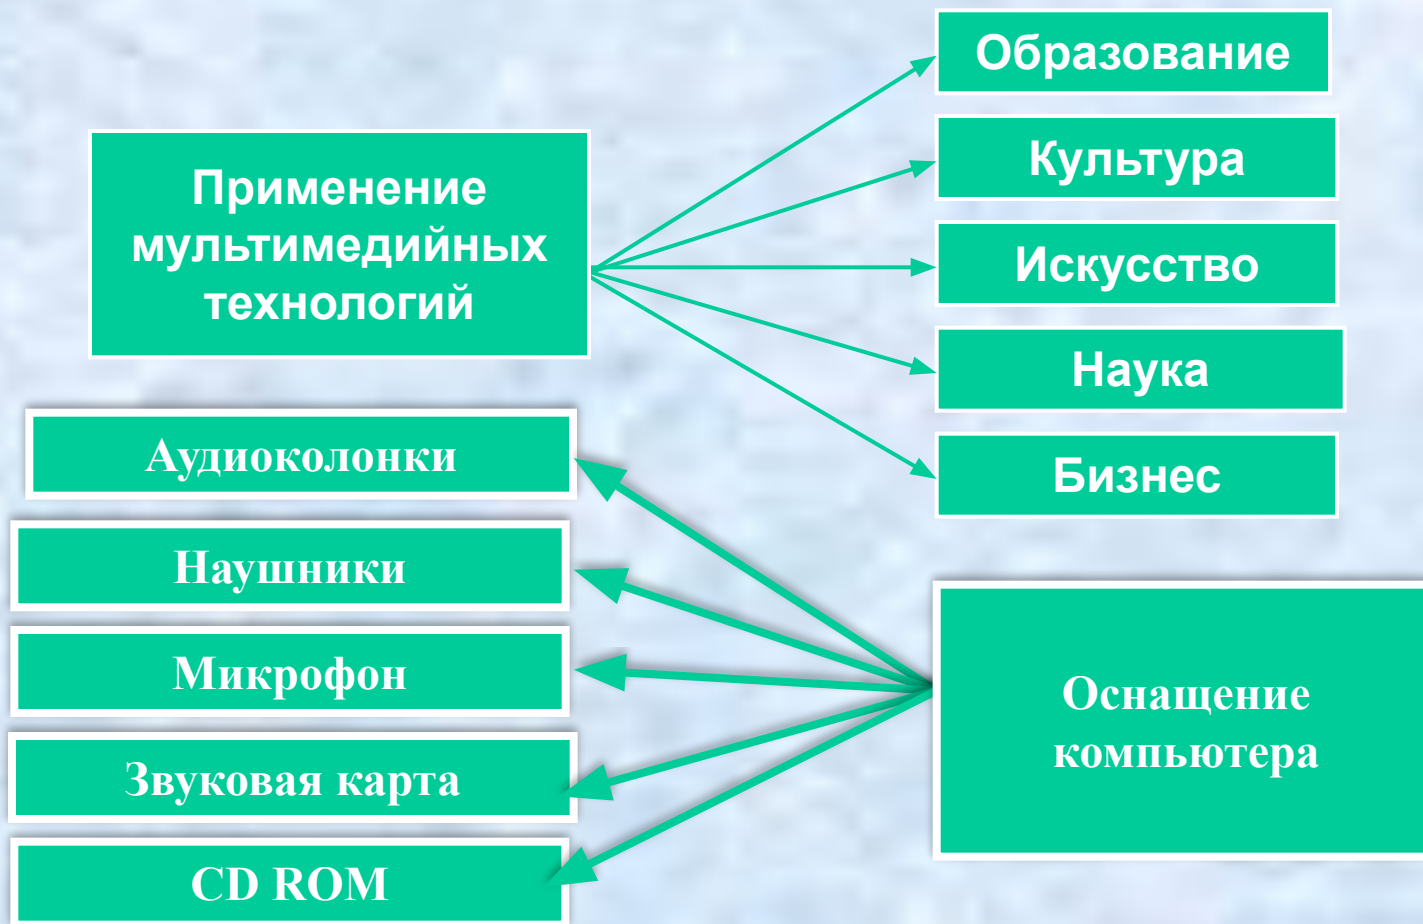 Применение
мультимедийных
технологий
Образование
Культура
Искусство
Наука
Бизнес
Аудиоколонки
Наушники
Микрофон
Звуковая карта
CD ROM
Оснащение
компьютера